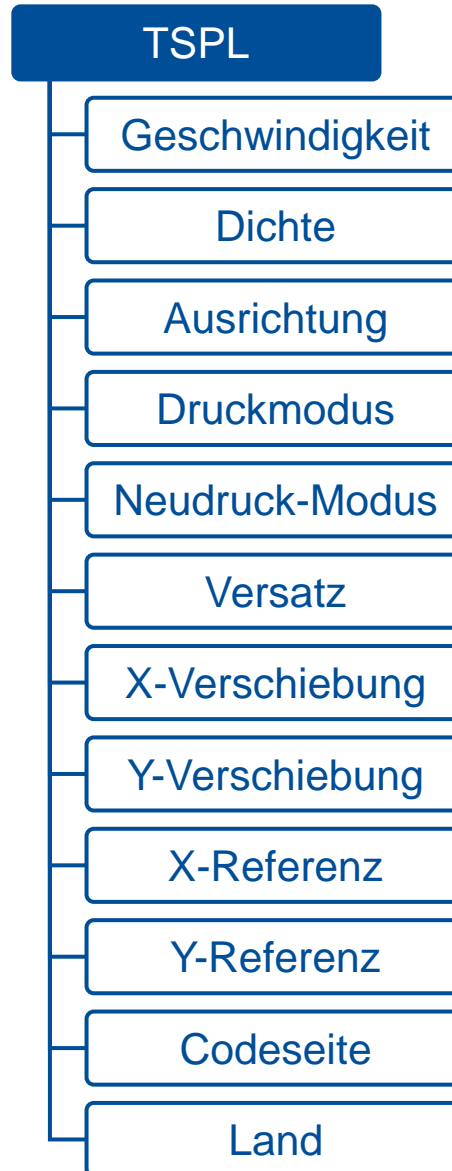 TSPL
Geschwindigkeit
Dichte
Ausrichtung
Druckmodus
Neudruck-Modus
Versatz
X-Verschiebung
Y-Verschiebung
X-Referenz
Y-Referenz
Codeseite
Land